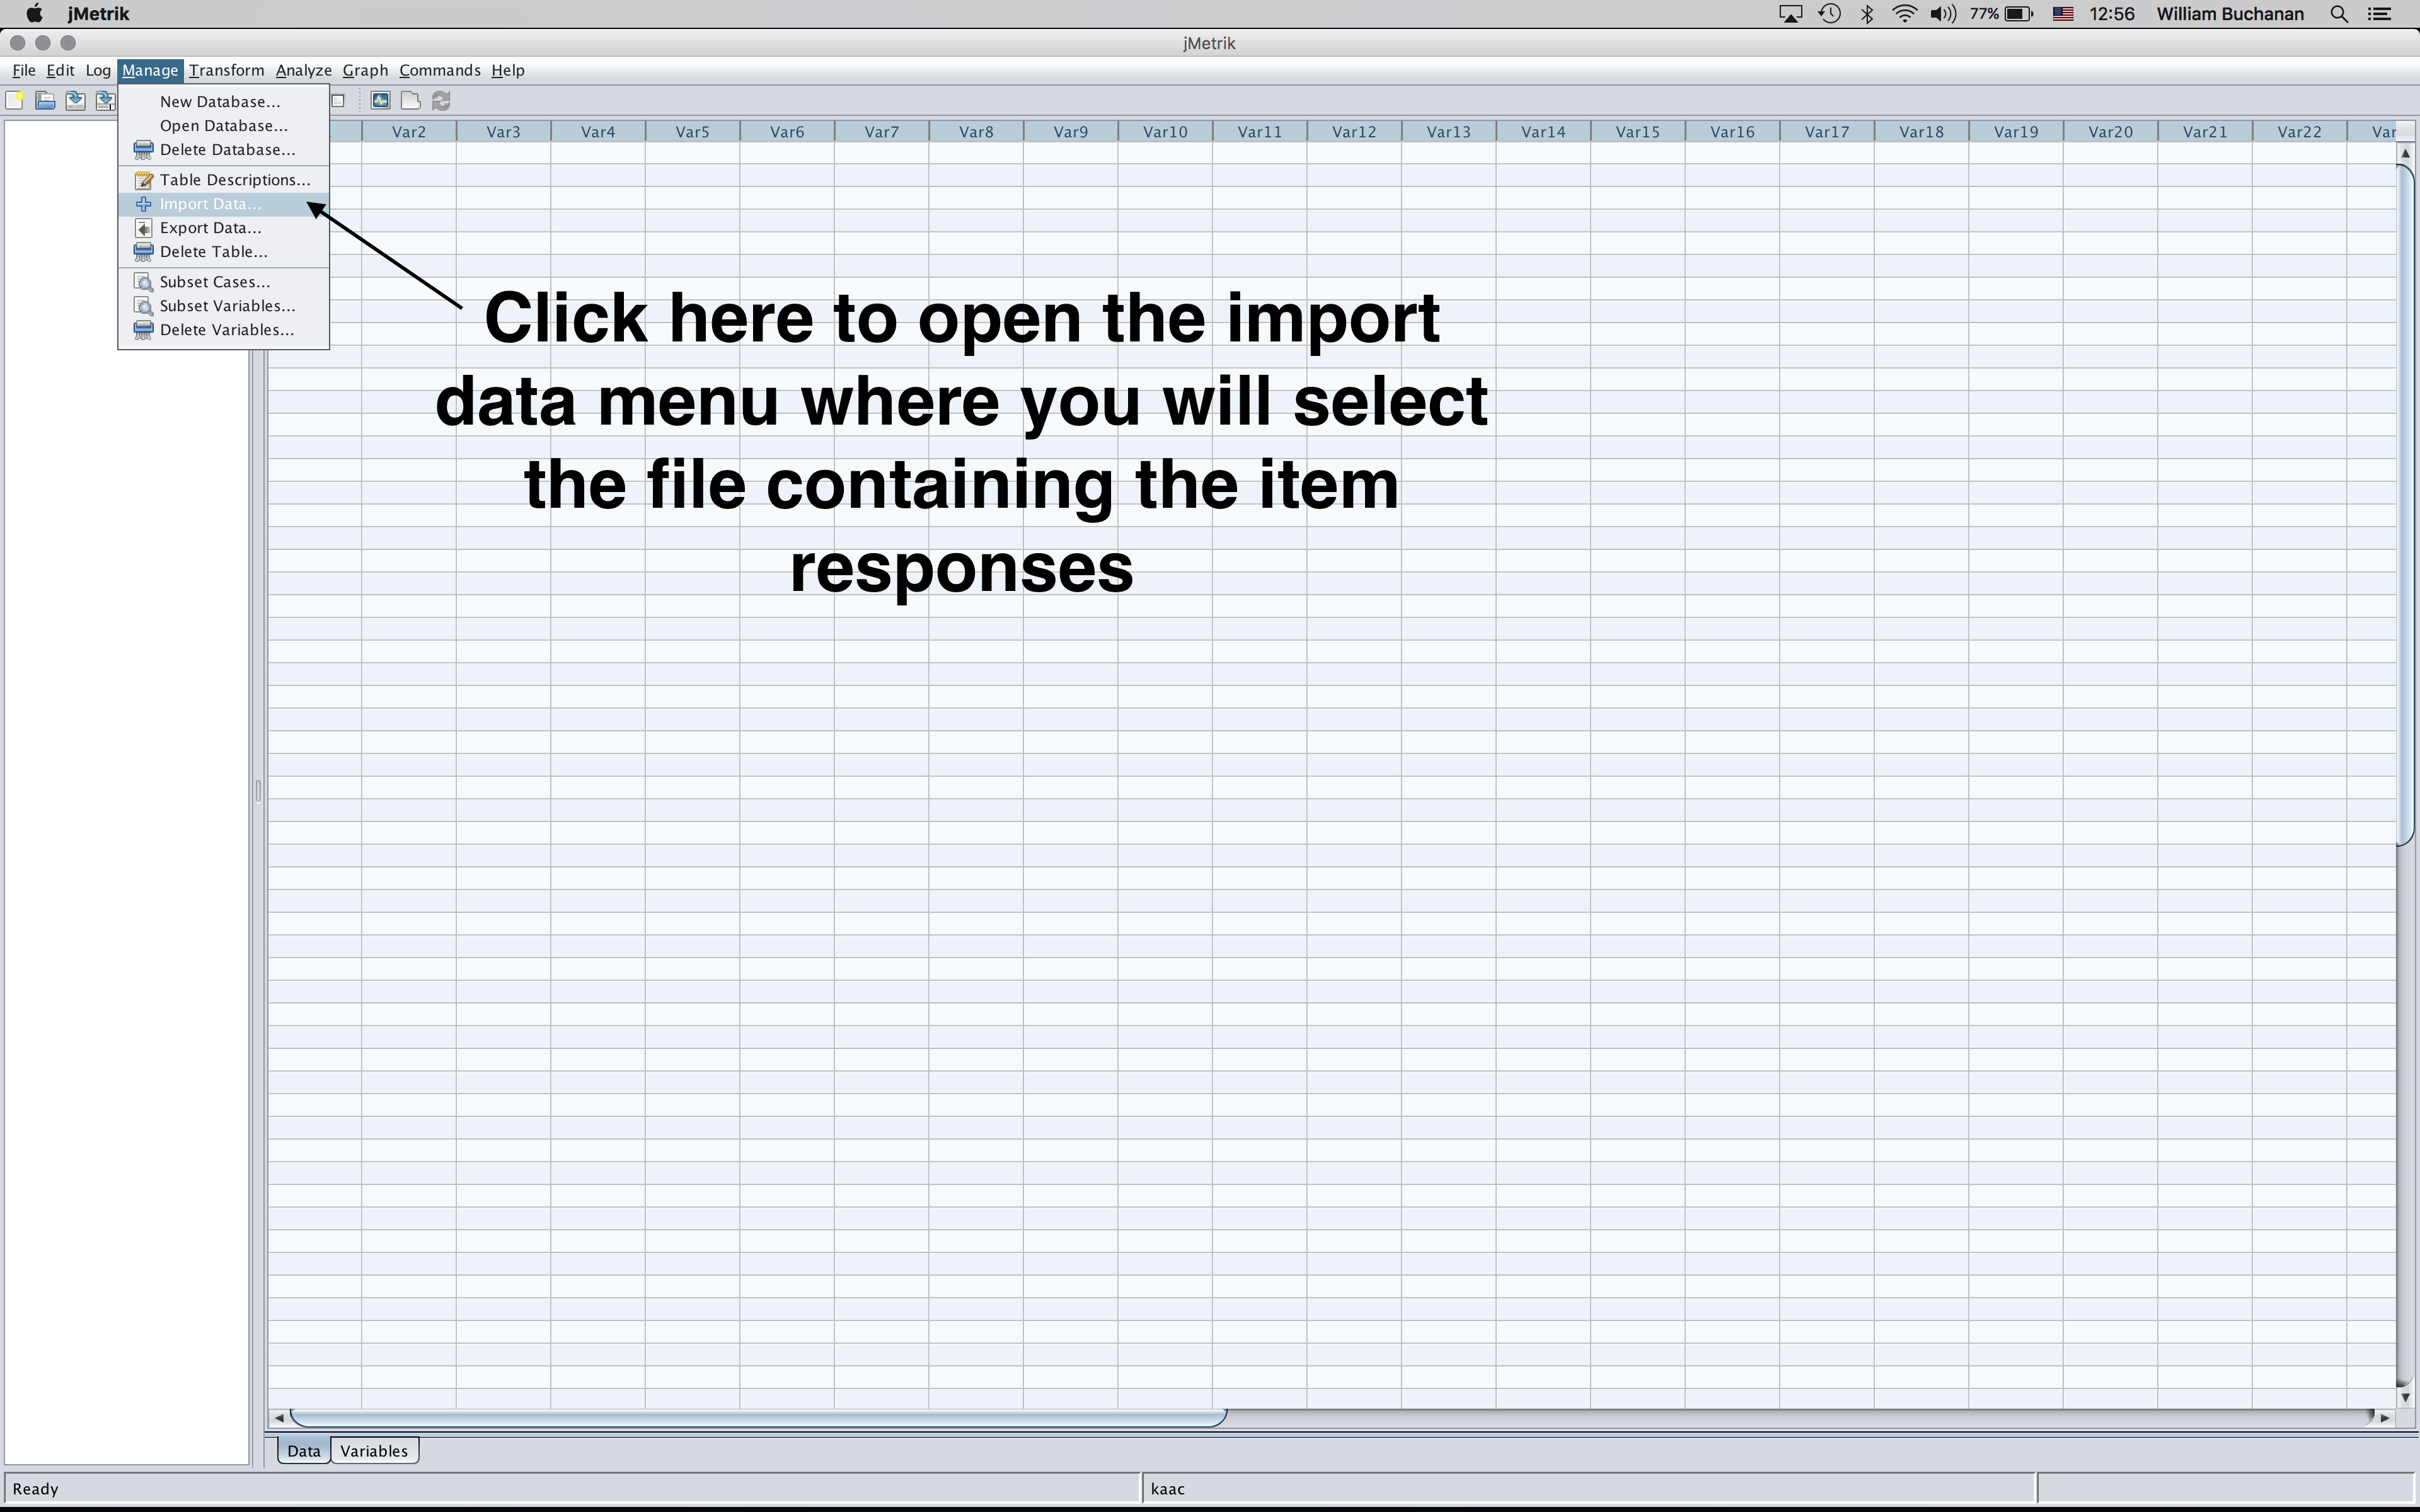 jMetrik
77%
12:56
William Buchanan
jMetrik
File Edit Log Manage Transform Analyze Graph Commands Help
New Database...
Open Database...
Delete Database...
Table Descriptions...
Import Data...
Export Data...
Delete Table...
Subset Cases...
Subset Variables...
Delete Variables...
Var2 Var3 Var4 Var5 Var6 Var7 Var8 Var9 Var10 Var11 Var12 Var13 Var14 Var15 Var16 Var17 Var18 Var19 Var20 Var21 Var22 Var
Click here to open the import
data menu where you will select
the file containing the item
responses
Data Variables
Ready
kaac